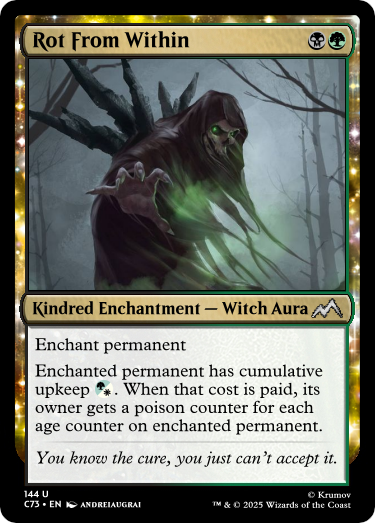 Rot From Within
Kindred Enchantment — Witch Aura
Enchant permanent
Enchanted permanent has cumulative
upkeep . When that cost is paid, its
owner gets a poison counter for each
age counter on enchanted permanent.
You know the cure, you just can't accept it.
144 U
C73 • EN ANDREIAUGRAI
© Krumov
™ & © 2025 Wizards of the Coast